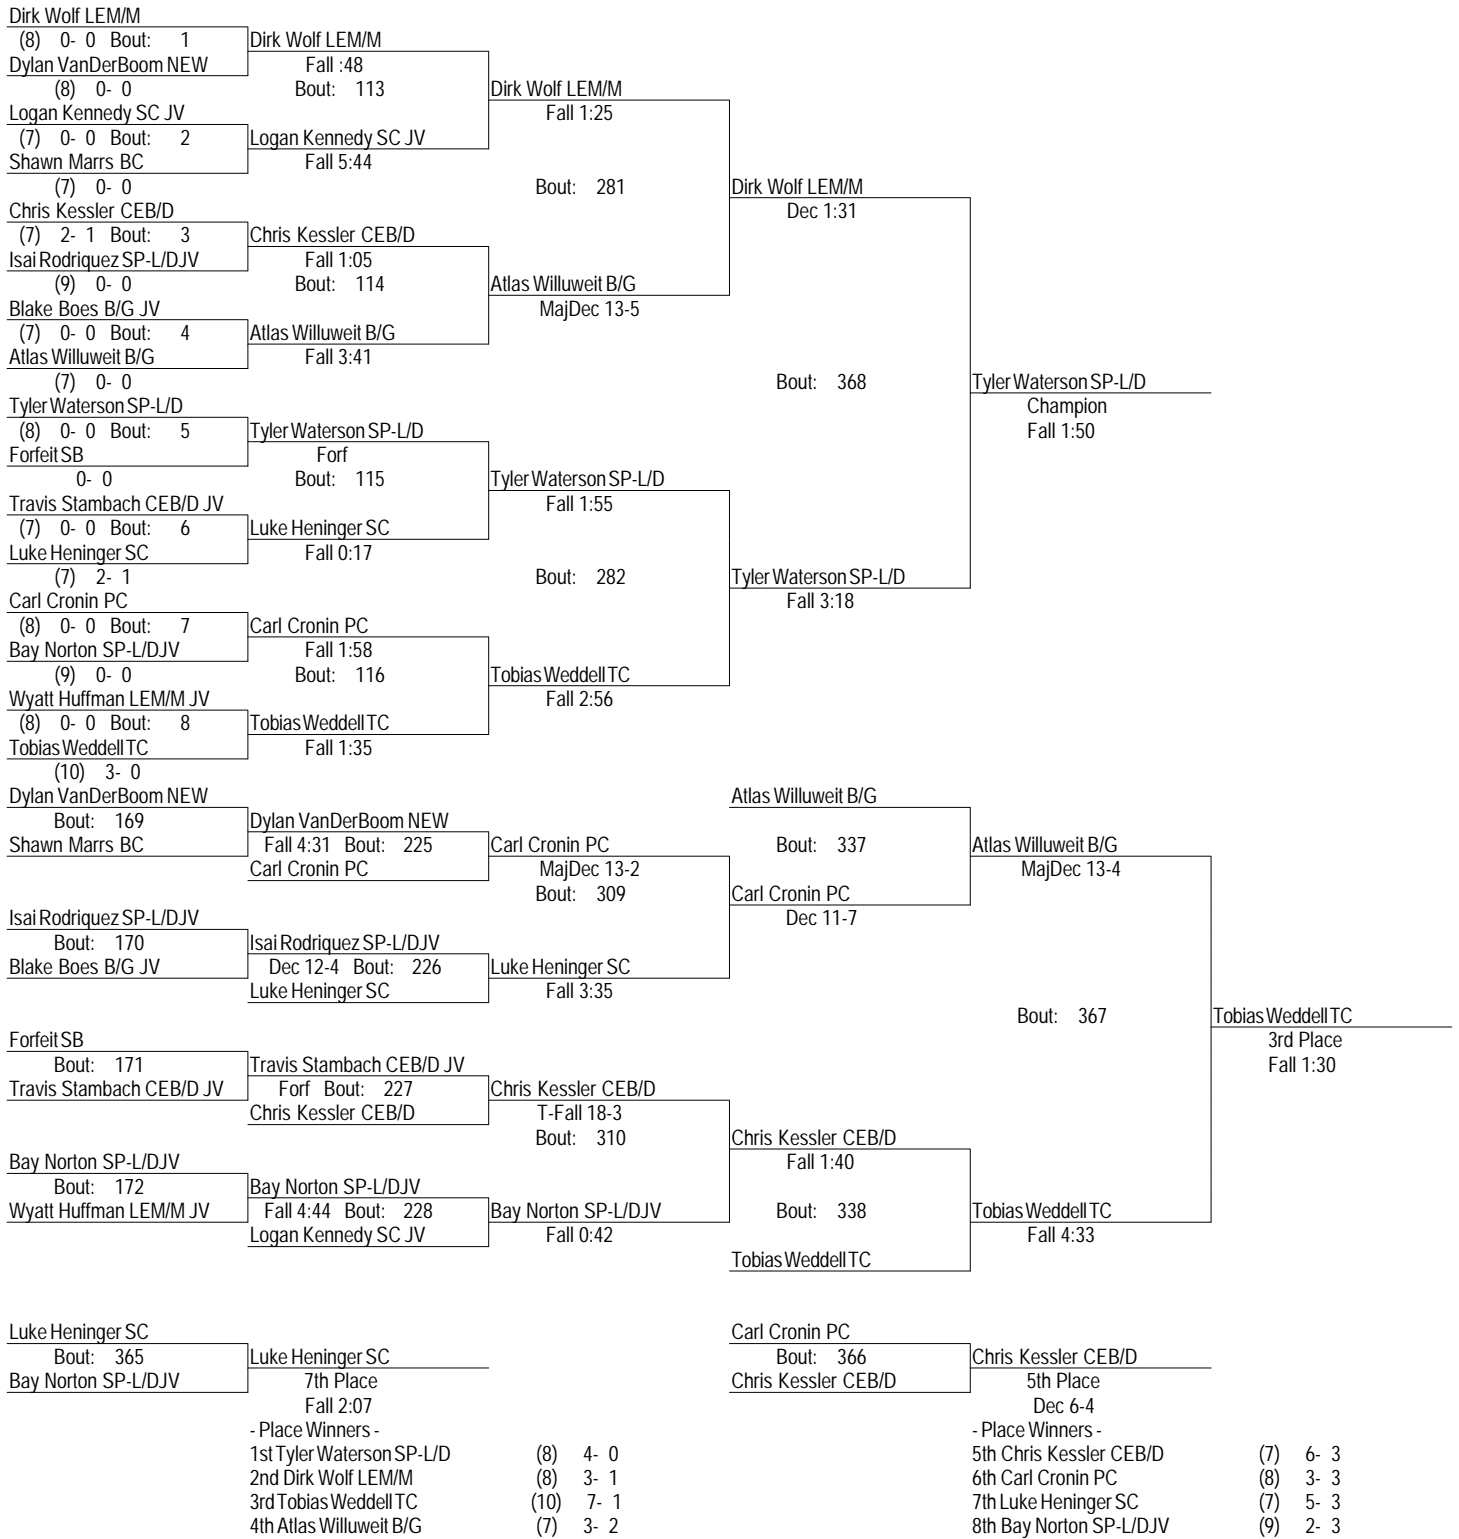 Dirk Wolf LEM/M
(8) 0- 0 Bout: 1 Dirk Wolf LEM/M
Dylan VanDerBoom NEW Fall :48
(8) 0- 0 Bout: 113 Dirk Wolf LEM/M
Logan Kennedy SC JV Fall 1:25
(7) 0- 0 Bout: 2 Logan Kennedy SC JV
Shawn Marrs BC Fall 5:44
(7) 0- 0 Bout: 281 Dirk Wolf LEM/M
Chris Kessler CEB/D Dec 1:31
(7) 2- 1 Bout: 3 Chris Kessler CEB/D
Isai Rodriquez SP-L/DJV Fall 1:05
(9) 0- 0 Bout: 114 Atlas Willuweit B/G
Blake Boes B/G JV MajDec 13-5
(7) 0- 0 Bout: 4 Atlas Willuweit B/G
Atlas Willuweit B/G Fall 3:41
(7) 0- 0 Bout: 368 Tyler Waterson SP-L/D
Tyler Waterson SP-L/D Champion
(8) 0- 0 Bout: 5 Tyler Waterson SP-L/D Fall 1:50
Forfeit SB Forf
0- 0 Bout: 115 Tyler Waterson SP-L/D
Travis Stambach CEB/D JV Fall 1:55
(7) 0- 0 Bout: 6 Luke Heninger SC
Luke Heninger SC Fall 0:17
(7) 2- 1 Bout: 282 Tyler Waterson SP-L/D
Carl Cronin PC Fall 3:18
(8) 0- 0 Bout: 7 Carl Cronin PC
Bay Norton SP-L/DJV Fall 1:58
(9) 0- 0 Bout: 116 Tobias Weddell TC
Wyatt Huffman LEM/M JV Fall 2:56
(8) 0- 0 Bout: 8 Tobias Weddell TC
Tobias Weddell TC Fall 1:35
(10) 3- 0
Dylan VanDerBoom NEW Atlas Willuweit B/G
Bout: 169 Dylan VanDerBoom NEW
Shawn Marrs BC Fall 4:31 Bout: 225 Carl Cronin PC Bout: 337 Atlas Willuweit B/G
Carl Cronin PC MajDec 13-2 MajDec 13-4
Bout: 309 Carl Cronin PC
Isai Rodriquez SP-L/DJV Dec 11-7
Bout: 170 Isai Rodriquez SP-L/DJV
Blake Boes B/G JV Dec 12-4 Bout: 226 Luke Heninger SC
Luke Heninger SC Fall 3:35
Bout: 367 Tobias Weddell TC
Forfeit SB 3rd Place
Bout: 171 Travis Stambach CEB/D JV Fall 1:30
Travis Stambach CEB/D JV Forf Bout: 227 Chris Kessler CEB/D
Chris Kessler CEB/D T-Fall 18-3
Bout: 310 Chris Kessler CEB/D
Bay Norton SP-L/DJV Fall 1:40
Bout: 172 Bay Norton SP-L/DJV
Wyatt Huffman LEM/M JV Fall 4:44 Bout: 228 Bay Norton SP-L/DJV Bout: 338 Tobias Weddell TC
Logan Kennedy SC JV Fall 0:42 Fall 4:33
Tobias Weddell TC
Luke Heninger SC Carl Cronin PC
Bout: 365 Luke Heninger SC Bout: 366 Chris Kessler CEB/D
Bay Norton SP-L/DJV 7th Place Chris Kessler CEB/D 5th Place
Fall 2:07 Dec 6-4
- Place Winners - - Place Winners -
1st Tyler Waterson SP-L/D (8) 4- 0 5th Chris Kessler CEB/D (7) 6- 3
2nd Dirk Wolf LEM/M (8) 3- 1 6th Carl Cronin PC (8) 3- 3
3rd Tobias Weddell TC (10) 7- 1 7th Luke Heninger SC (7) 5- 3
4th Atlas Willuweit B/G (7) 3- 2 8th Bay Norton SP-L/DJV (9) 2- 3